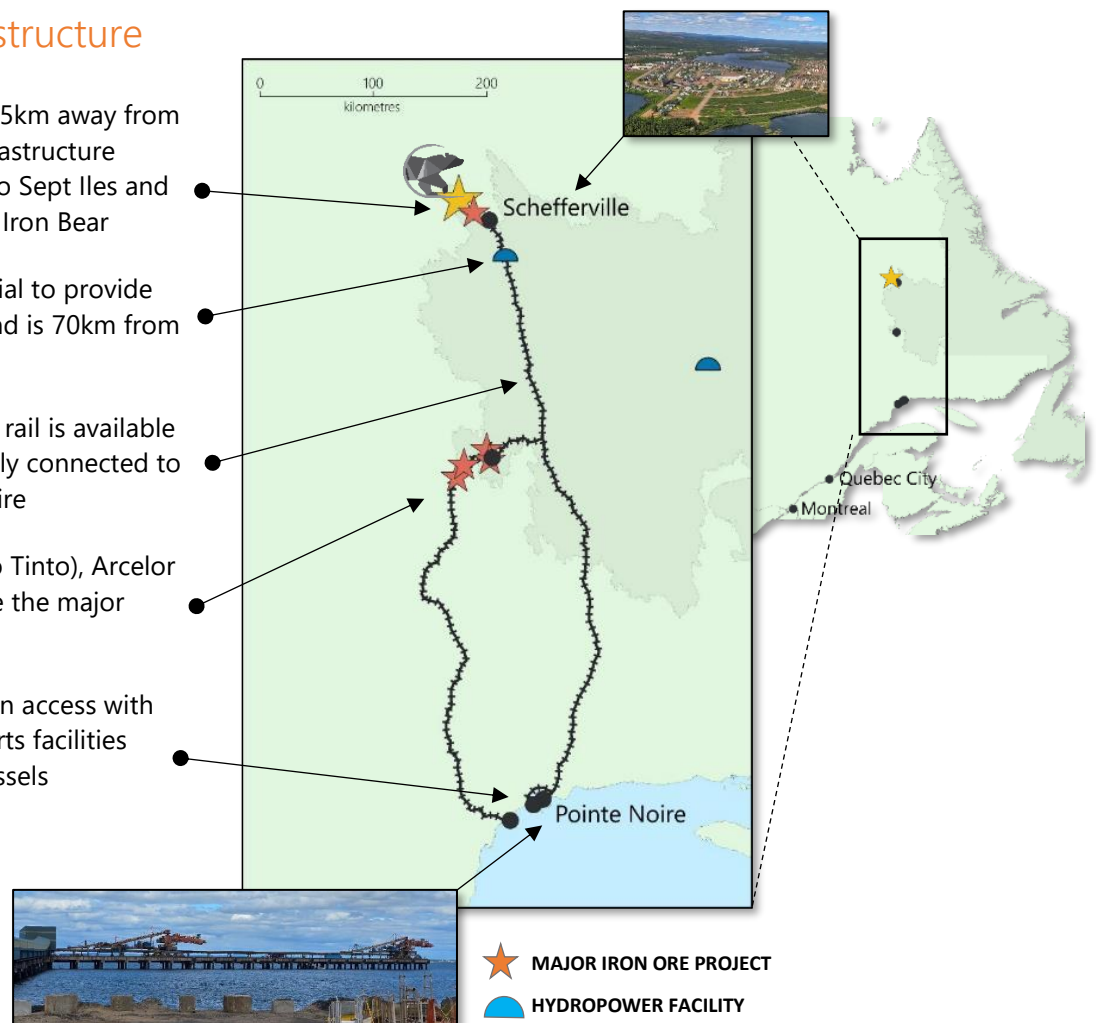 structure
5km away from
astructure
o Sept Iles and
Iron Bear
ial to provide
nd is 70km from
rail is available
ly connected to
ire
o Tinto), Arcelor
e the major
n access with
rts facilities
ssels
0 100 200
kilometres
Schefferville
Pointe Noire
Quebec City
Montreal
MAJOR IRON ORE PROJECT
HYDROPOWER FACILITY